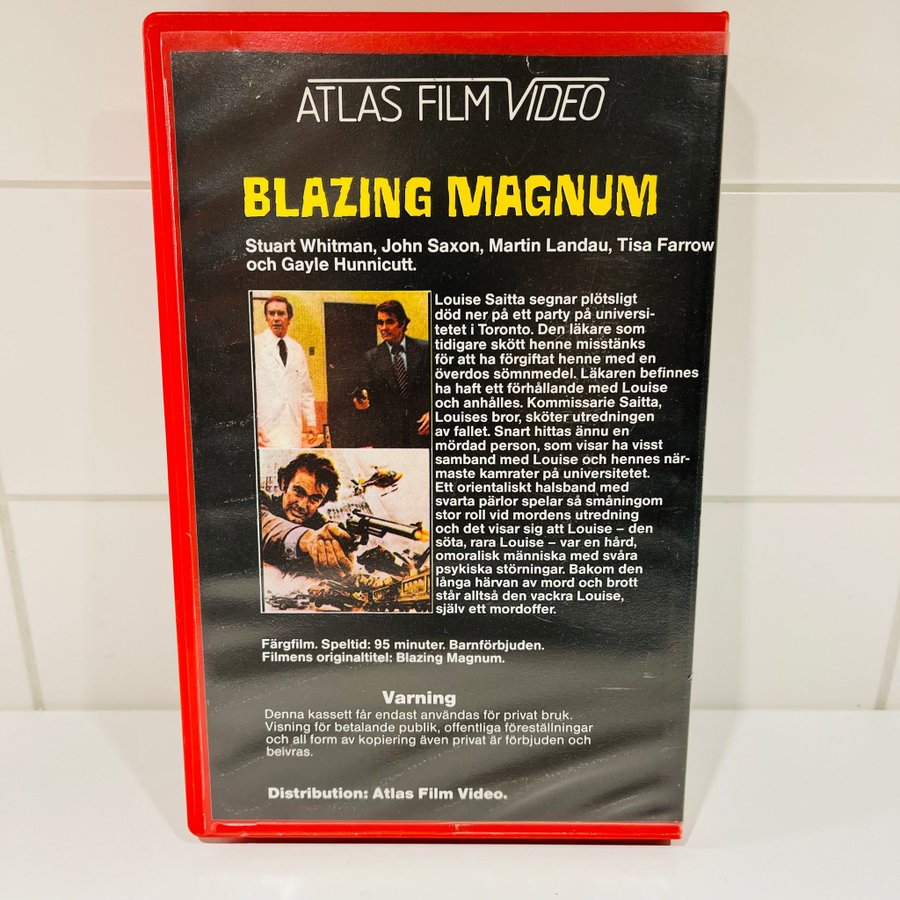 ATLAS FILM VIDEO
BLAZING MAGNUM
Stuart Whitman, John Saxon, Martin Landau, Tisa Farrow
och Gayle Hunnicutt.
Louise Saitta segnar plötsligt
död ner på ett party på universi-
tetet i Toronto. Den läkare som
tidigare skött henne misstänks
för att ha förgiftat henne med en
överdos sömnmedel. Läkaren befinnes
ha haft ett förhållande med Louise
och anhålles. Kommissarie Saitta,
Louises bror, sköter utredningen
av fallet. Snart hittas ännu en
mördad person, som visar ha visst
samband med Louise och hennes när-
maste kamrater på universitetet.
Ett orientaliskt halsband med
svarta pärlor spelar så småningom
stor roll vid mordens utredning
och det visar sig att Louise – den
söta, rara Louise – var en hård,
omoralisk människa med svåra
psykiska störningar. Bakom den
långa härvan av mord och brott
står alltså den vackra Louise,
själv ett mordoffer.
Färgfilm. Speltid: 95 minuter. Barnförbjuden.
Filmens originaltitel: Blazing Magnum.
Varning
Denna kassett får endast användas för privat bruk.
Visning för betalande publik, offentliga föreställningar
och all form av kopiering även privat är förbjuden och
beivras.
Distribution: Atlas Film Video.